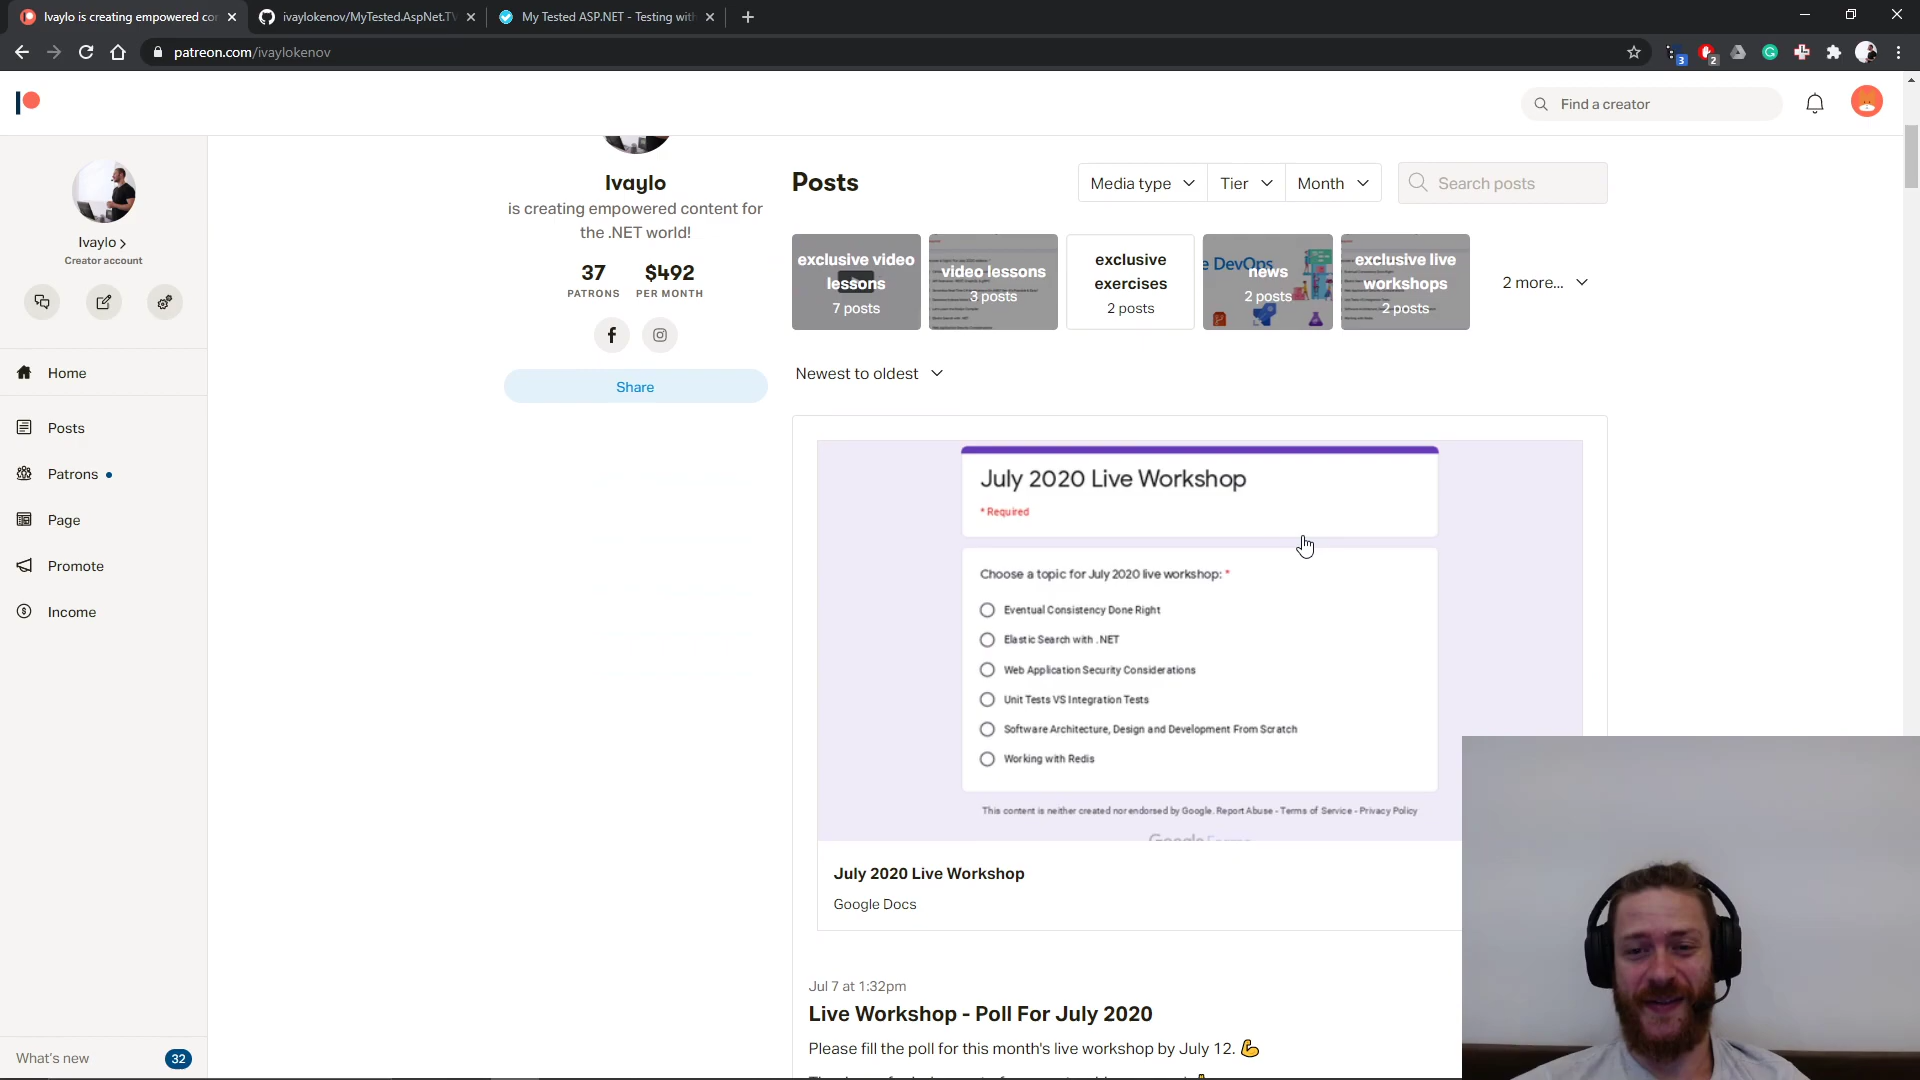 Ivaylo is creating empowered cor
ivaylokenov/MyTested.AspNet.TV
My Tested ASP.NET - Testing with
patreon.com/ivaylokenov
3
2
Find a creator
Ivaylo
Creator account
Home
Posts
Patrons
Page
Promote
Income
What's new
32
Ivaylo
is creating empowered content for
the .NET world!
37
$492
PATRONS
PER MONTH
Share
Posts
Media type
Tier
Month
Search posts
exclusive video
lessons
7 posts
video lessons
3 posts
exclusive
exercises
2 posts
e DevOps
news
2 posts
exclusive live
workshops
2 posts
2 more...
Newest to oldest
July 2020 Live Workshop
* Required
Choose a topic for July 2020 live workshop: *
Eventual Consistency Done Right
Elastic Search with .NET
Web Application Security Considerations
Unit Tests VS Integration Tests
Software Architecture, Design and Development From Scratch
Working with Redis
This content is neither created nor endorsed by Google. Report Abuse - Terms of Service - Privacy Policy
July 2020 Live Workshop
Google Docs
Jul 7 at 1:32pm
Live Workshop - Poll For July 2020
Please fill the poll for this month's live workshop by July 12. 💪